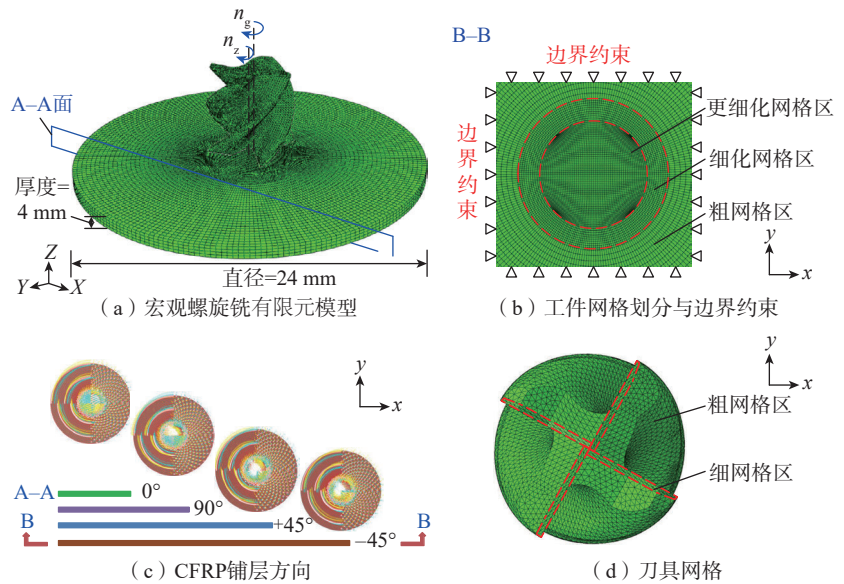 n_g
n_z
A–A面
厚度=
4 mm
Z
Y
X
直径=24 mm
（a）宏观螺旋铣有限元模型
B–B
边界约束
边界约束
更细化网格区
细化网格区
粗网格区
y
x
（b）工件网格划分与边界约束
y
x
A–A
0°
90°
+45°
−45°
B
B
（c）CFRP铺层方向
y
x
粗网格区
细网格区
（d）刀具网格